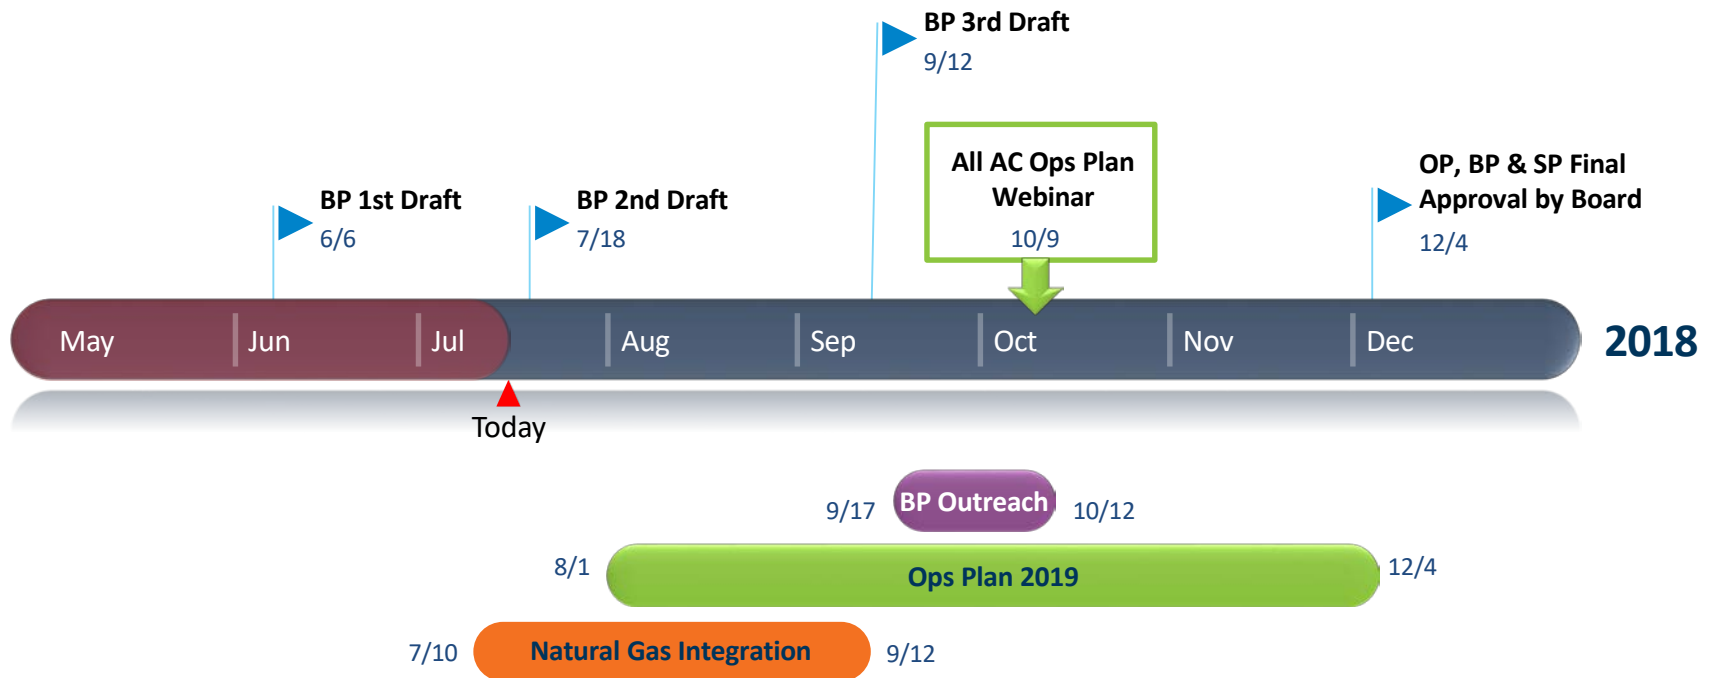 BP 3rd Draft
9/12
All AC Ops Plan
Webinar
10/9
OP, BP & SP Final
Approval by Board
12/4
BP 1st Draft
6/6
BP 2nd Draft
7/18
May Jun Jul Aug Sep Oct Nov Dec 2018
Today
9/17 BP Outreach 10/12
8/1 Ops Plan 2019 12/4
7/10 Natural Gas Integration 9/12